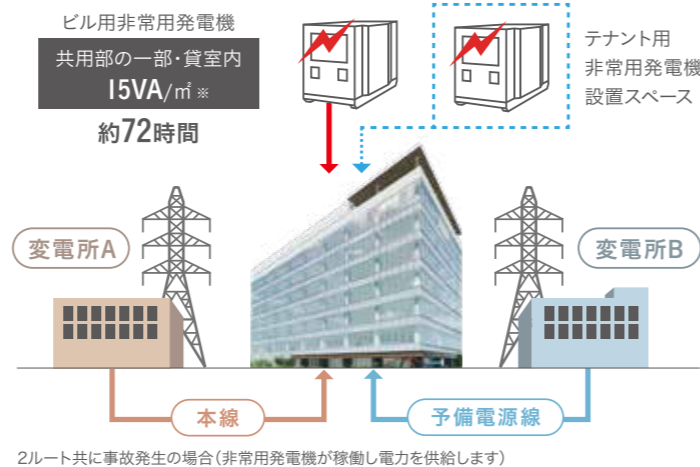 ビル用非常用発電機
共用部の一部・貸室内
15VA/㎡※
約72時間
テナント用
非常用発電機
設置スペース
変電所A
変電所B
本線
予備電源線
2ルート共に事故発生の場合(非常用発電機が稼働し電力を供給します)